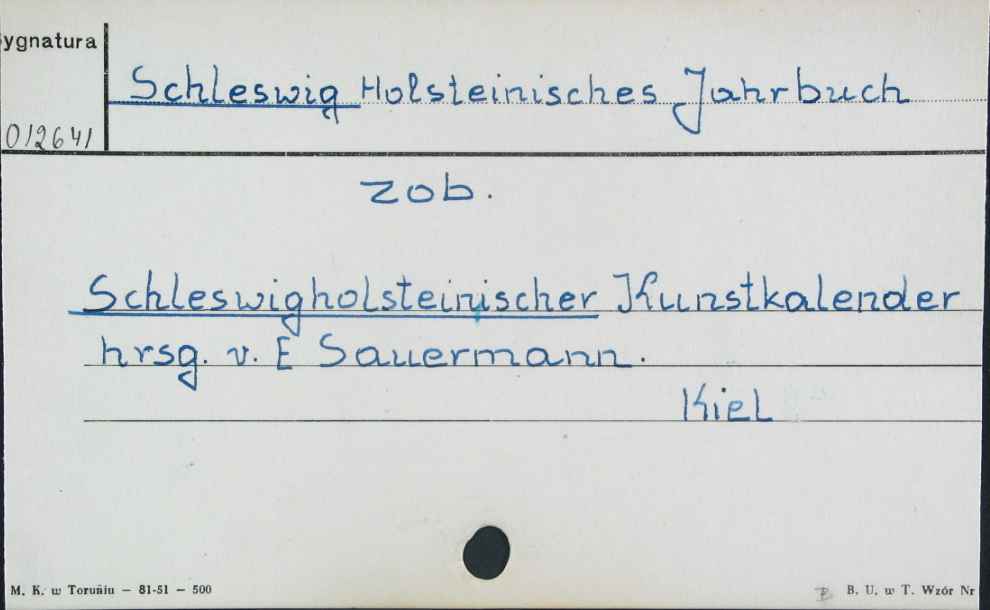 ygnatura
Schleswig Holsteinisches Jahrbuch
012641
zob.
Schleswigholsteinischer Kunstkalender
hrsg. v. E Sauermann.
Kiel
M. K. w Toruniu — 81-51 — 500
B. U. w T. Wzór Nr